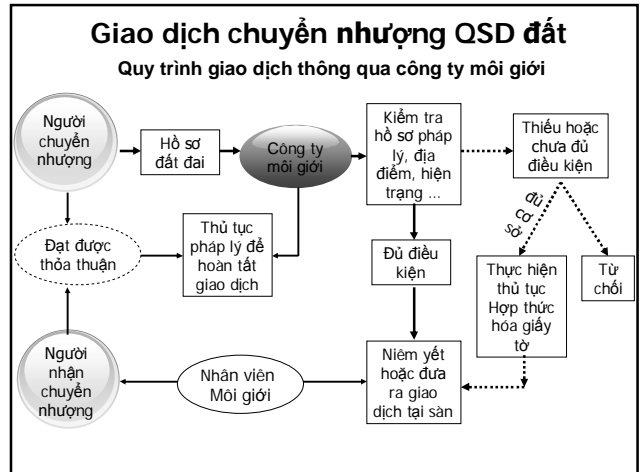 Giao dịch chuyển nhượng QSD đất
Quy trình giao dịch thông qua công ty môi giới
Người
chuyển
nhượng
Hồ sơ
đất đai
Công ty
môi giới
Kiểm tra
hồ sơ pháp
lý, địa
điểm, hiện
trạng ...
Thiếu hoặc
chưa đủ
điều kiện
đủ
cơ
sở
Đạt được
thỏa thuận
Thủ tục
pháp lý để
hoàn tất
giao dịch
Đủ điều
kiện
Thực hiện
thủ tục
Hợp thức
hóa giấy
tờ
Từ
chối
Người
nhận
chuyển
nhượng
Nhân viên
Môi giới
Niêm yết
hoặc đưa
ra giao
dịch tại sàn